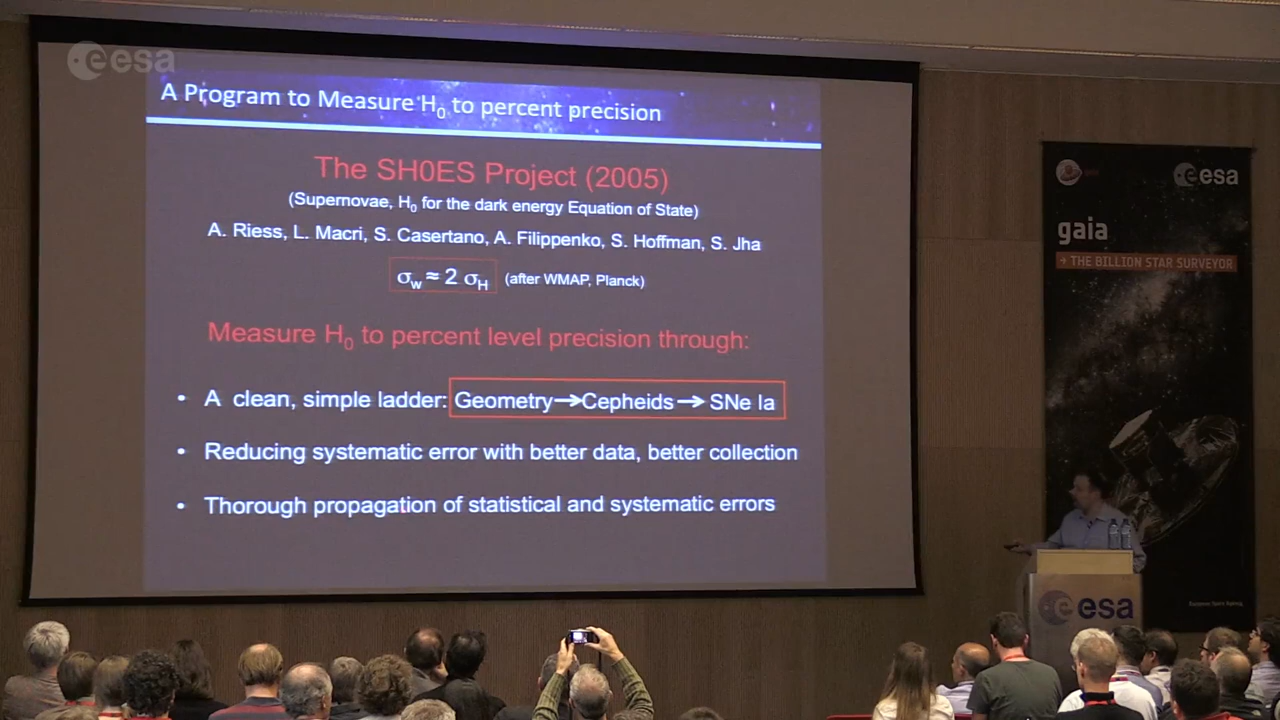 esa
A Program to Measure H0 to percent precision
The SH0ES Project (2005)
(Supernovae, H0 for the dark energy Equation of State)
A. Riess, L. Macri, S. Casertano, A. Filippenko, S. Hoffman, S. Jha
σw ≈ 2 σH (after WMAP, Planck)
Measure H0 to percent level precision through:
• A clean, simple ladder: Geometry→Cepheids→SNe Ia
• Reducing systematic error with better data, better collection
• Thorough propagation of statistical and systematic errors
esa
gaia
→ THE BILLION STAR SURVEYOR
European Space Agency
esa